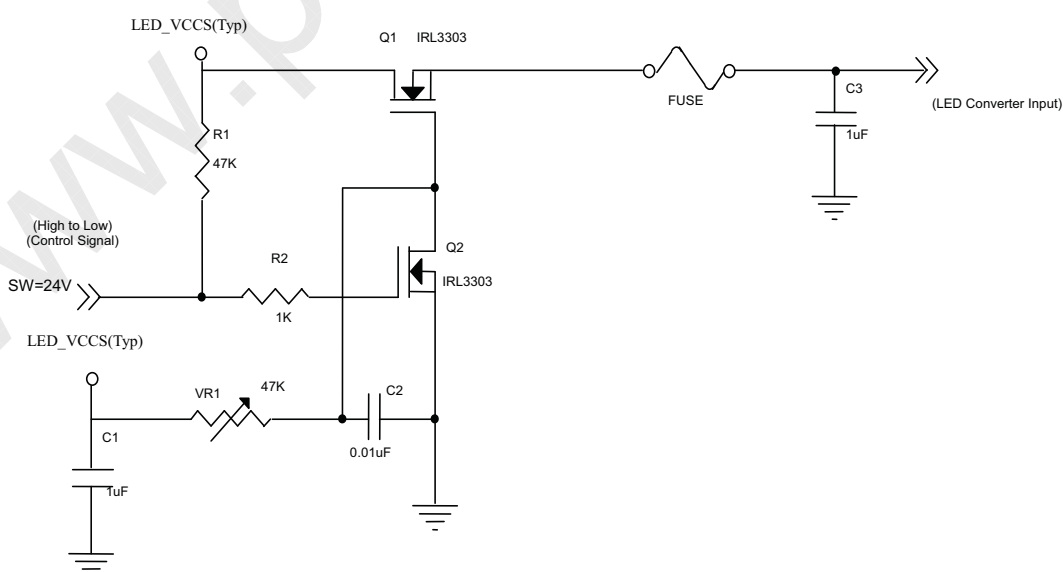 LED_VCCS(Typ)
Q1 IRL3303
FUSE
C3
1uF
(LED Converter Input)
R1
47K
(High to Low)
(Control Signal)
SW=24V
R2
1K
Q2
IRL3303
LED_VCCS(Typ)
VR1 47K
C2
0.01uF
C1
1uF